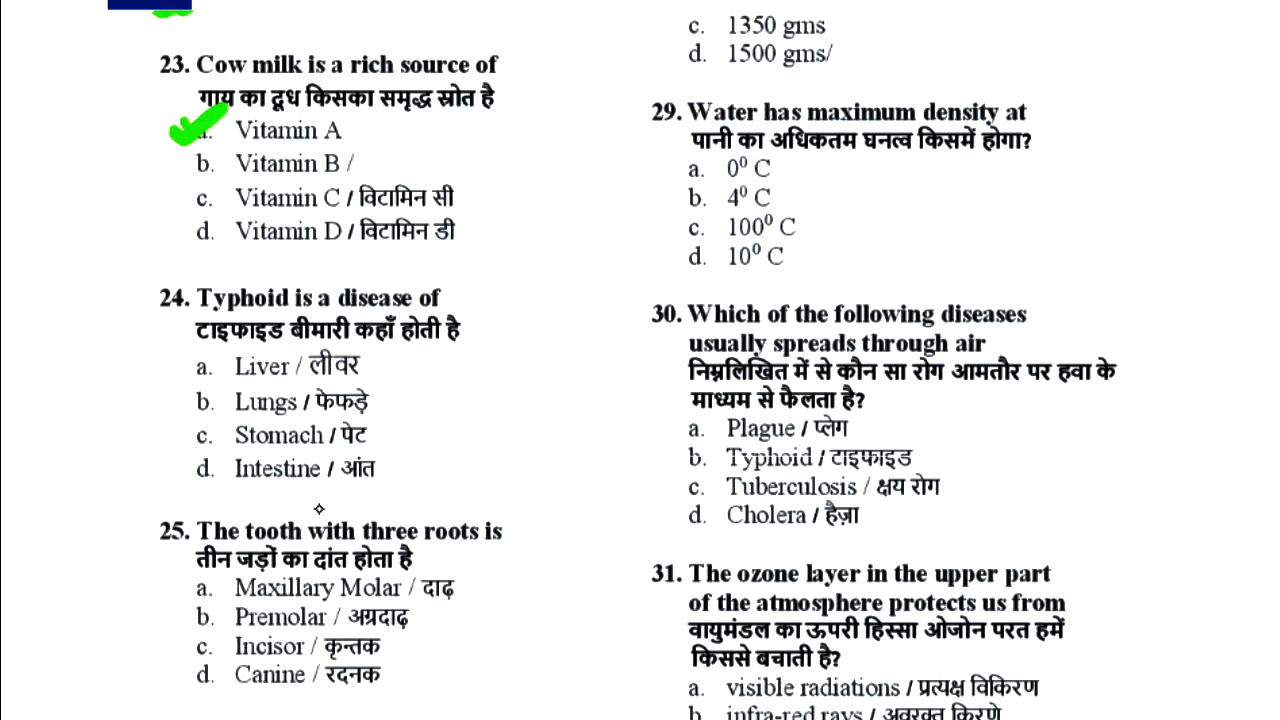 23. Cow milk is a rich source of
गाय का दूध किसका समृद्ध स्रोत है
Vitamin A
b. Vitamin B /
c. Vitamin C / विटामिन सी
d. Vitamin D / विटामिन डी
24. Typhoid is a disease of
टाइफाइड बीमारी कहाँ होती है
a. Liver / लीवर
b. Lungs / फेफड़े
c. Stomach / पेट
d. Intestine / आंत
25. The tooth with three roots is
तीन जड़ों का दांत होता है
a. Maxillary Molar / दाढ़
b. Premolar / अग्रदाढ़
c. Incisor / कृन्तक
d. Canine / रदनक
c. 1350 gms
d. 1500 gms/
29. Water has maximum density at
पानी का अधिकतम घनत्व किसमें होगा?
a. 0⁰ C
b. 4⁰ C
c. 100⁰ C
d. 10⁰ C
30. Which of the following diseases
usually spreads through air
निम्नलिखित में से कौन सा रोग आमतौर पर हवा के
माध्यम से फैलता है?
a. Plague / प्लेग
b. Typhoid / टाइफाइड
c. Tuberculosis / क्षय रोग
d. Cholera / हैज़ा
31. The ozone layer in the upper part
of the atmosphere protects us from
वायुमंडल का ऊपरी हिस्सा ओजोन परत हमें
किससे बचाती है?
a. visible radiations / प्रत्यक्ष विकिरण
b. infra-red rays / अवरक्त किरणे